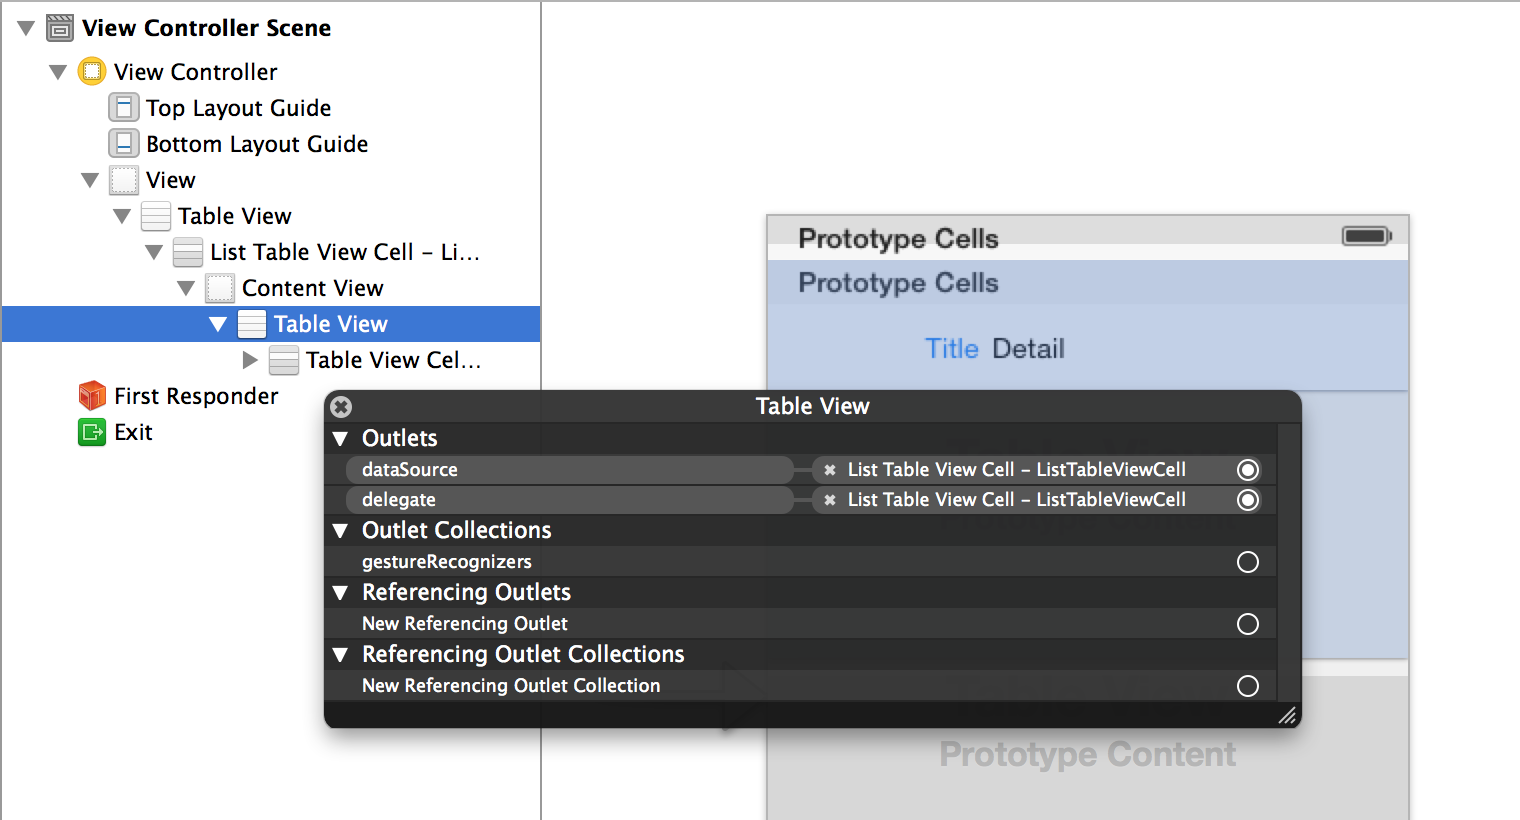 View Controller Scene
View Controller
Top Layout Guide
Bottom Layout Guide
View
Table View
List Table View Cell - Li...
Content View
Table View
Table View Cel...
First Responder
Exit
Prototype Cells
Prototype Cells
Title Detail
Table View
Outlets
dataSource List Table View Cell - ListTableViewCell
delegate List Table View Cell - ListTableViewCell
Outlet Collections
gestureRecognizers
Referencing Outlets
New Referencing Outlet
Referencing Outlet Collections
New Referencing Outlet Collection
Prototype Content